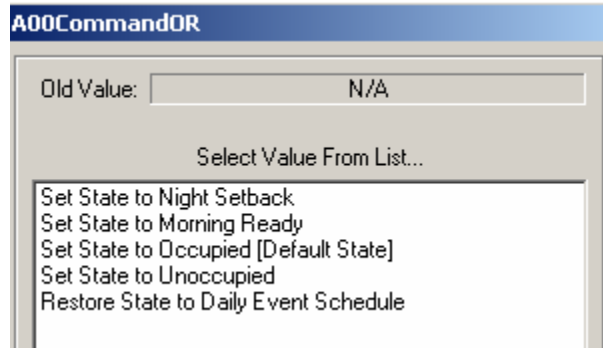 A00CommandOR
Old Value: N/A
Select Value From List...
Set State to Night Setback
Set State to Morning Ready
Set State to Occupied [Default State]
Set State to Unoccupied
Restore State to Daily Event Schedule